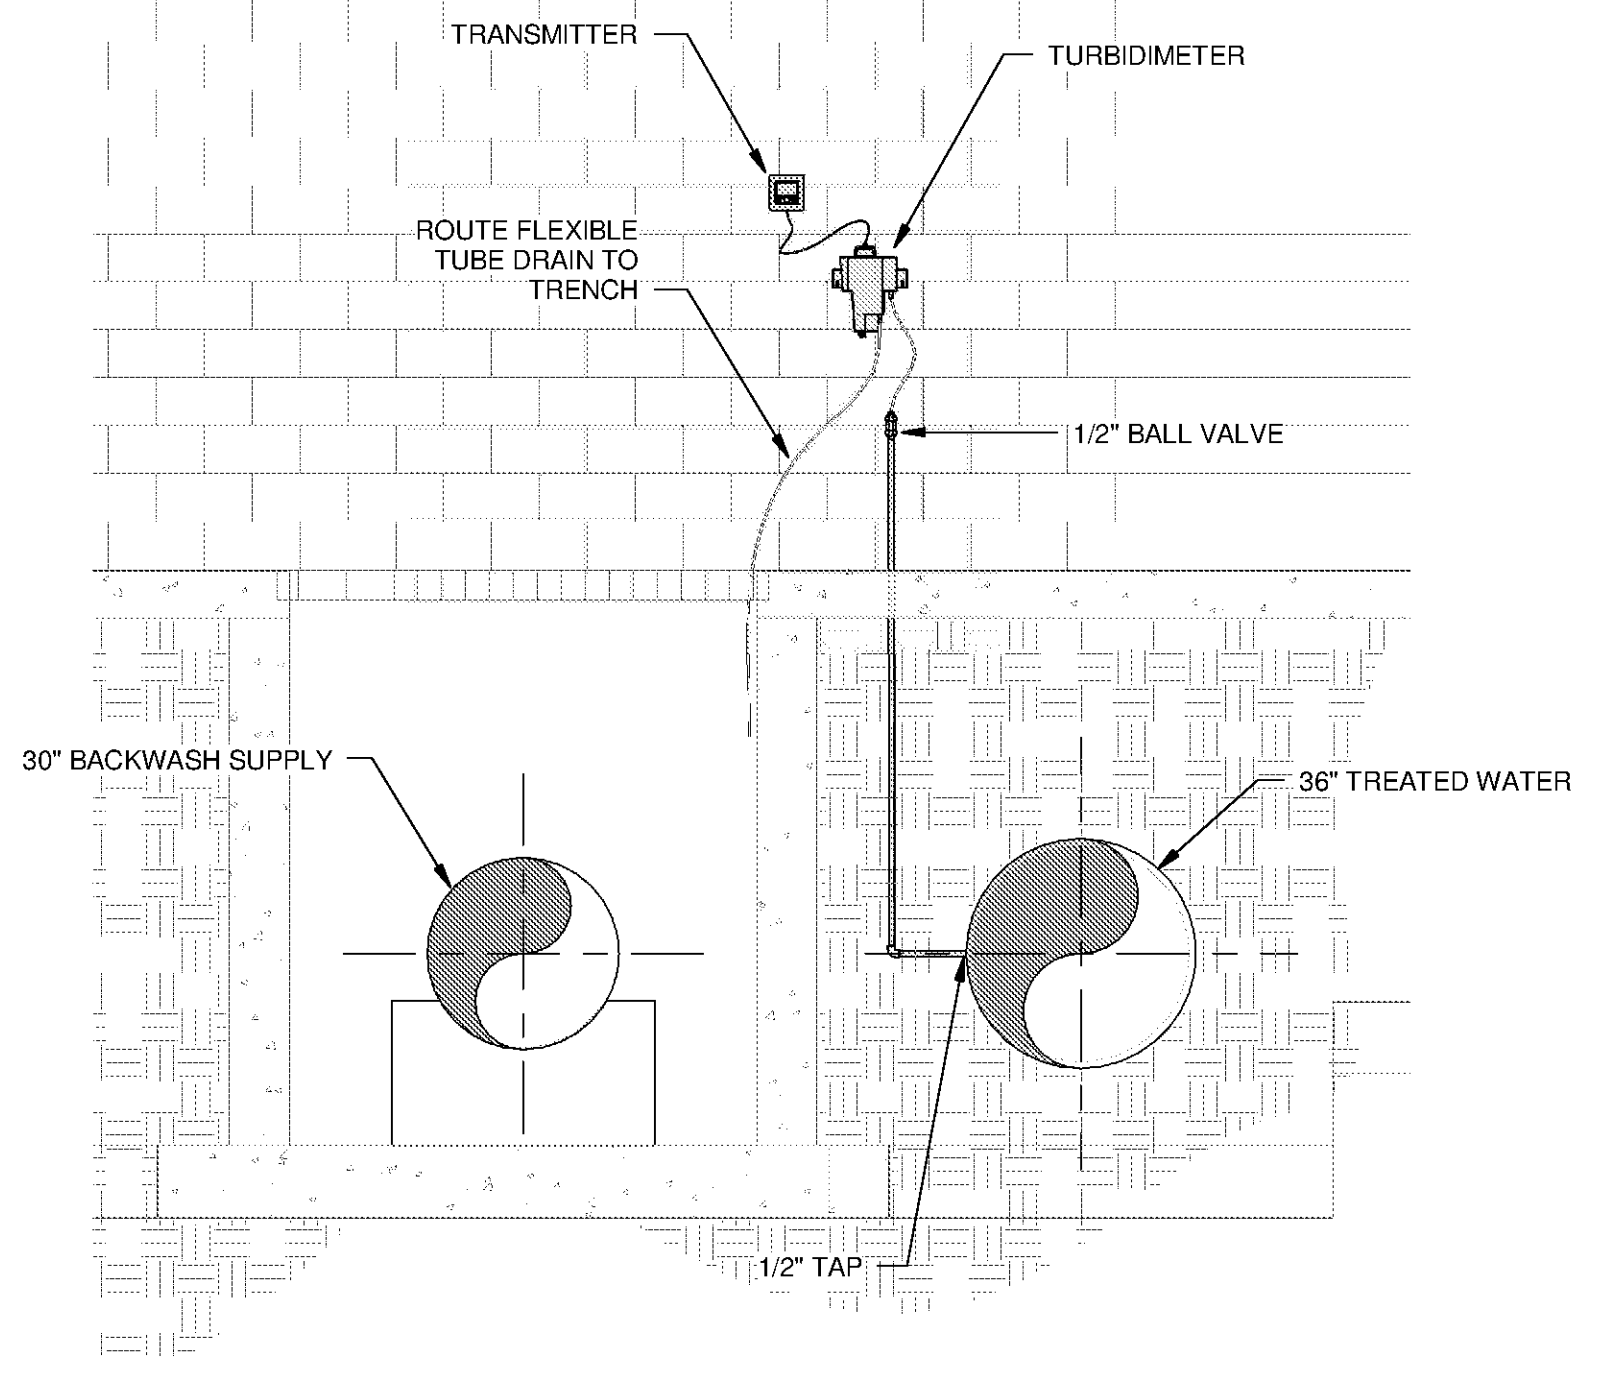 TRANSMITTER
TURBIDIMETER
ROUTE FLEXIBLE
TUBE DRAIN TO
TRENCH
1/2" BALL VALVE
30" BACKWASH SUPPLY
36" TREATED WATER
1/2" TAP